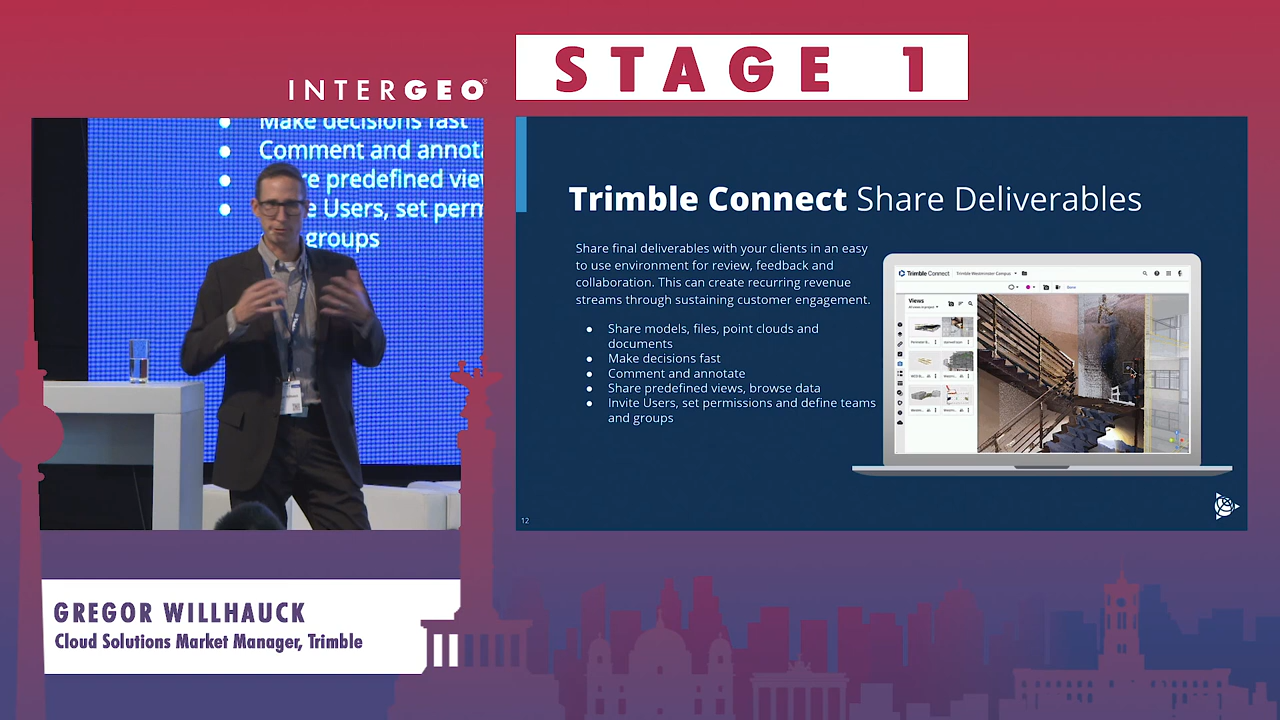 STAGE 1
INTERGEO®
Make decisions fast
Comment and annot
re predefined vie
e Users, set perm
groups
Trimble Connect Share Deliverables
Share final deliverables with your clients in an easy
to use environment for review, feedback and
collaboration. This can create recurring revenue
streams through sustaining customer engagement.
• Share models, files, point clouds and
documents
• Make decisions fast
• Comment and annotate
• Share predefined views, browse data
• Invite Users, set permissions and define teams
and groups
Trimble Connect
Trimble Westminster Campus
Views
12
GREGOR WILLHAUCK
Cloud Solutions Market Manager, Trimble